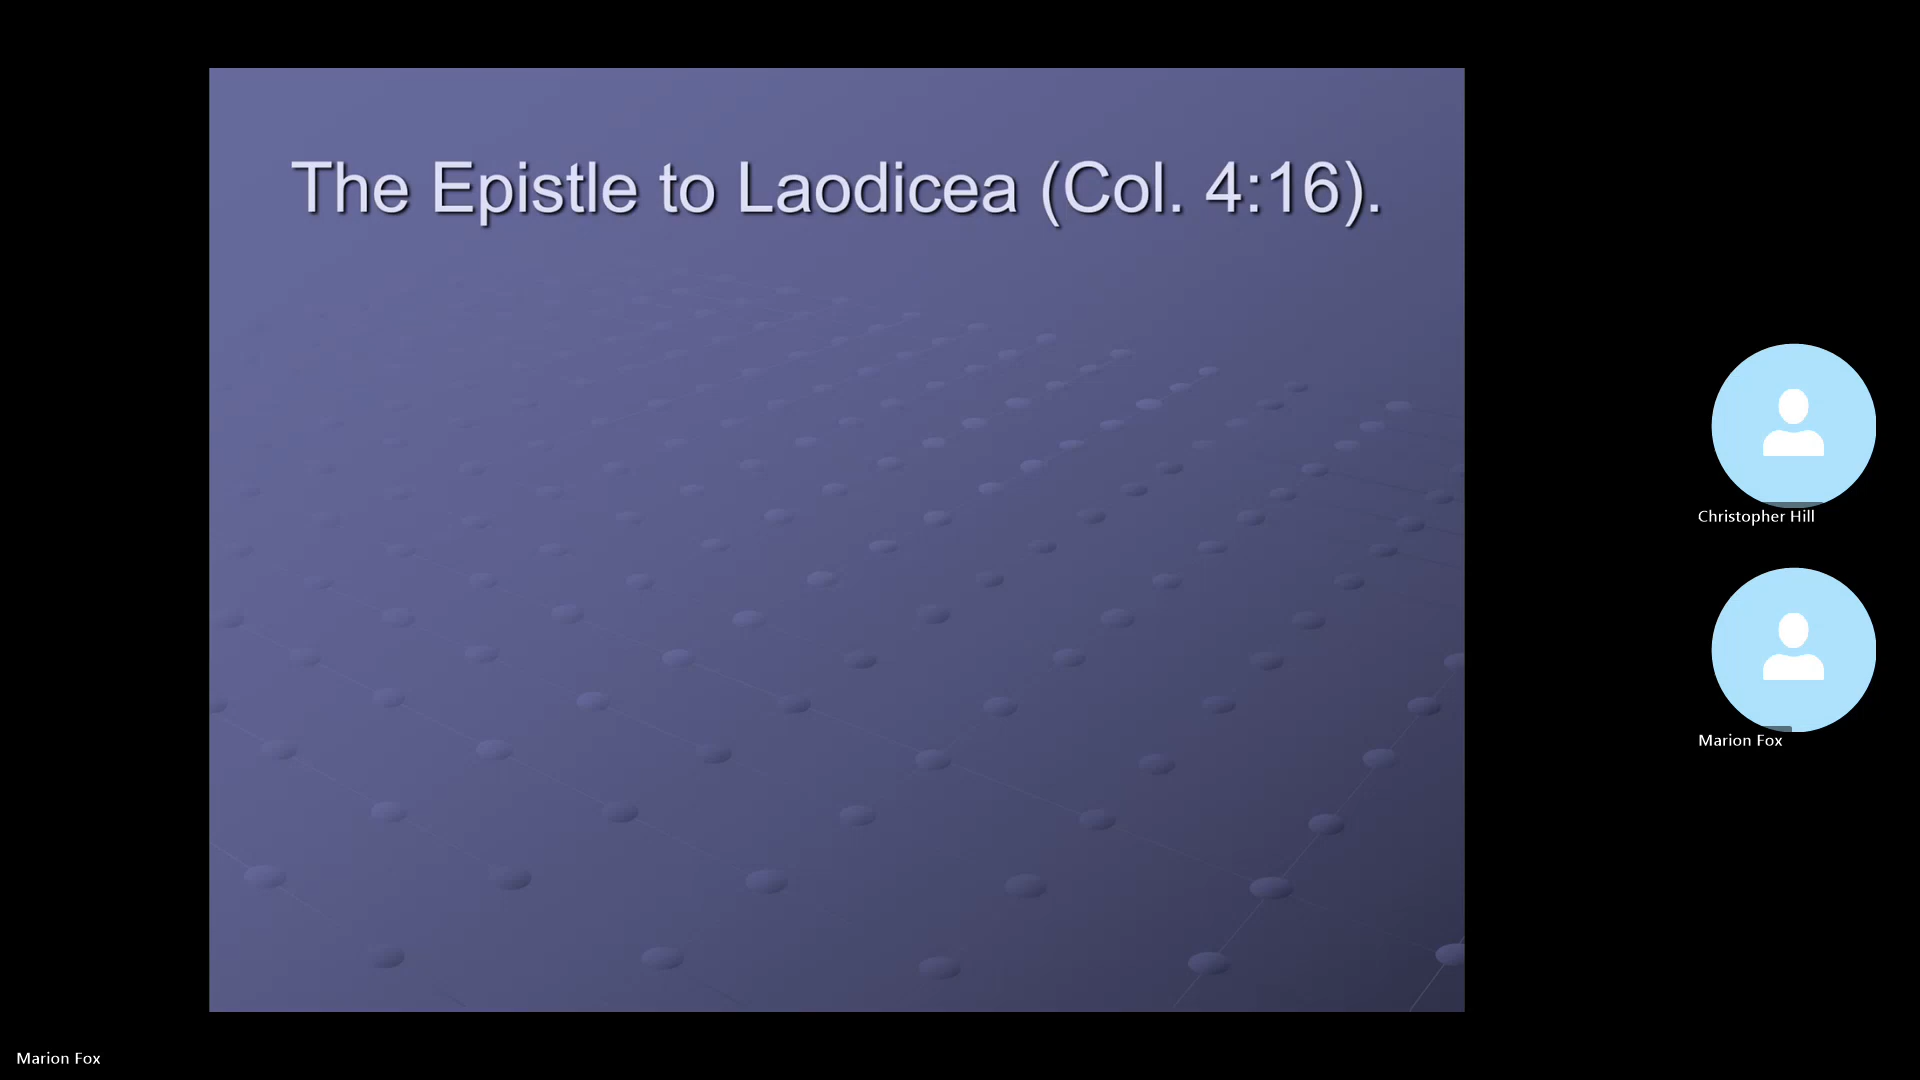 The Epistle to Laodicea (Col. 4:16).
Christopher Hill
Marion Fox
Marion Fox